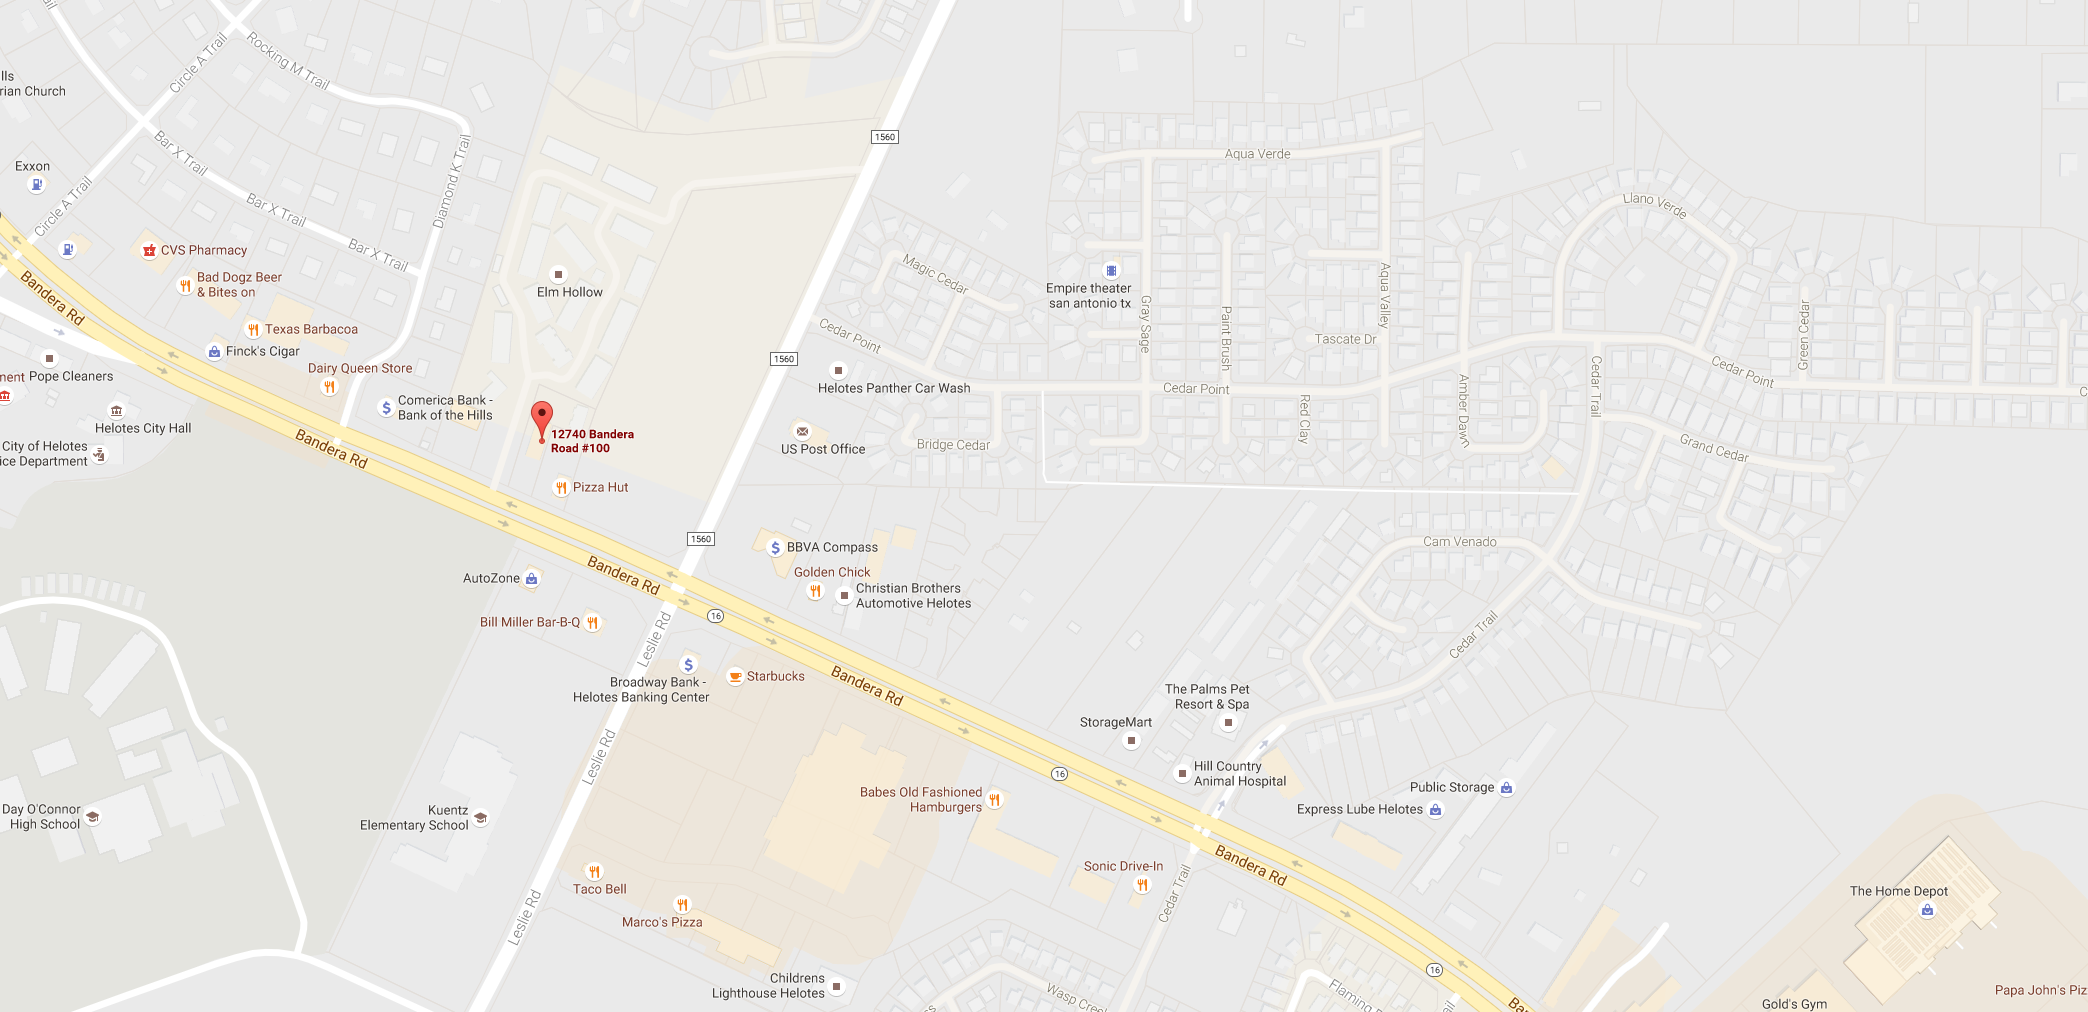 Trail
Rocking M Trail
Circle A Trail
lls
rian Church
Exxon
Bar X Trail
Diamond K Trail
1560
Circle A Trail
Bar X Trail
Bar X Trail
CVS Pharmacy
Bad Dogz Beer
& Bites on
Bandera Rd
Texas Barbacoa
Finck's Cigar
Pope Cleaners
ment
Dairy Queen Store
Comerica Bank -
Bank of the Hills
Helotes City Hall
City of Helotes
ice Department
Bandera Rd
Elm Hollow
12740 Bandera
Road #100
Pizza Hut
Aqua Verde
Llano Verde
Magic Cedar
Empire theater
san antonio tx
Gray Sage
Paint Brush
Aqua Valley
Tascate Dr
Green Cedar
Cedar Point
1560
Helotes Panther Car Wash
Cedar Point
Cedar Point
C
Cedar Trail
Amber Dawn
Red Clay
US Post Office
Bridge Cedar
Grand Cedar
1560
BBVA Compass
Golden Chick
Christian Brothers
Automotive Helotes
Cam Venado
AutoZone
Bandera Rd
Bill Miller Bar-B-Q
16
Leslie Rd
Cedar Trail
Broadway Bank -
Helotes Banking Center
Starbucks
Bandera Rd
The Palms Pet
Resort & Spa
StorageMart
Leslie Rd
Hill Country
Animal Hospital
16
Public Storage
Express Lube Helotes
Babes Old Fashioned
Hamburgers
Day O'Connor
High School
Kuentz
Elementary School
Bandera Rd
Sonic Drive-In
Cedar Trail
Taco Bell
Marco's Pizza
Leslie Rd
The Home Depot
16
Childrens
Lighthouse Helotes
Wasp Creek
Flaming
Trail
Ba
Gold's Gym
Papa John's Piz